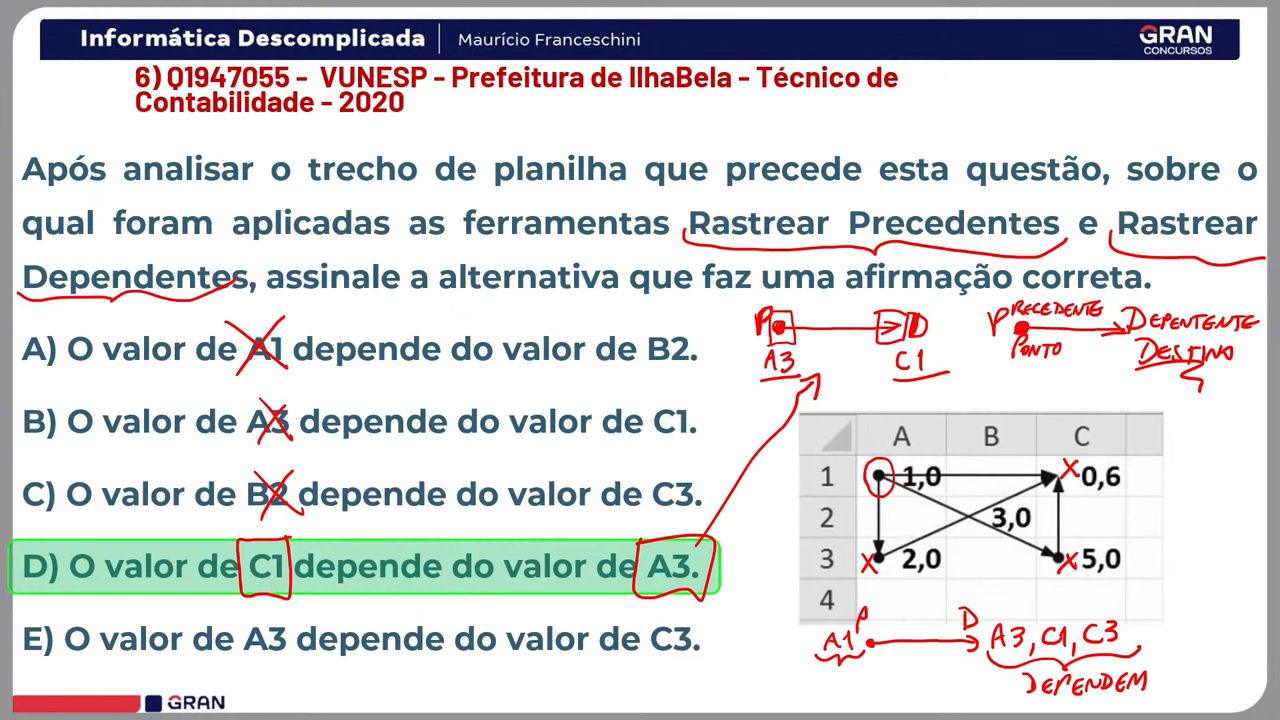 Informática Descomplicada | Maurício Franceschini
GRAN
CONCURSOS
6) Q1947055 - VUNESP - Prefeitura de IlhaBela - Técnico de
Contabilidade - 2020
Após analisar o trecho de planilha que precede esta questão, sobre o
qual foram aplicadas as ferramentas Rastrear Precedentes e Rastrear
Dependentes, assinale a alternativa que faz uma afirmação correta.
P D
A3 C1
PRECEDENTE DEPENTENTE
PONTO DESTINO
A) O valor de A1 depende do valor de B2.
B) O valor de A3 depende do valor de C1.
C) O valor de B2 depende do valor de C3.
D) O valor de C1 depende do valor de A3.
E) O valor de A3 depende do valor de C3.
A B C
1 1,0 X 0,6
2 3,0
3 X 2,0 X 5,0
4
P D
A1 A3, C1, C3
DEPENDEM
GRAN